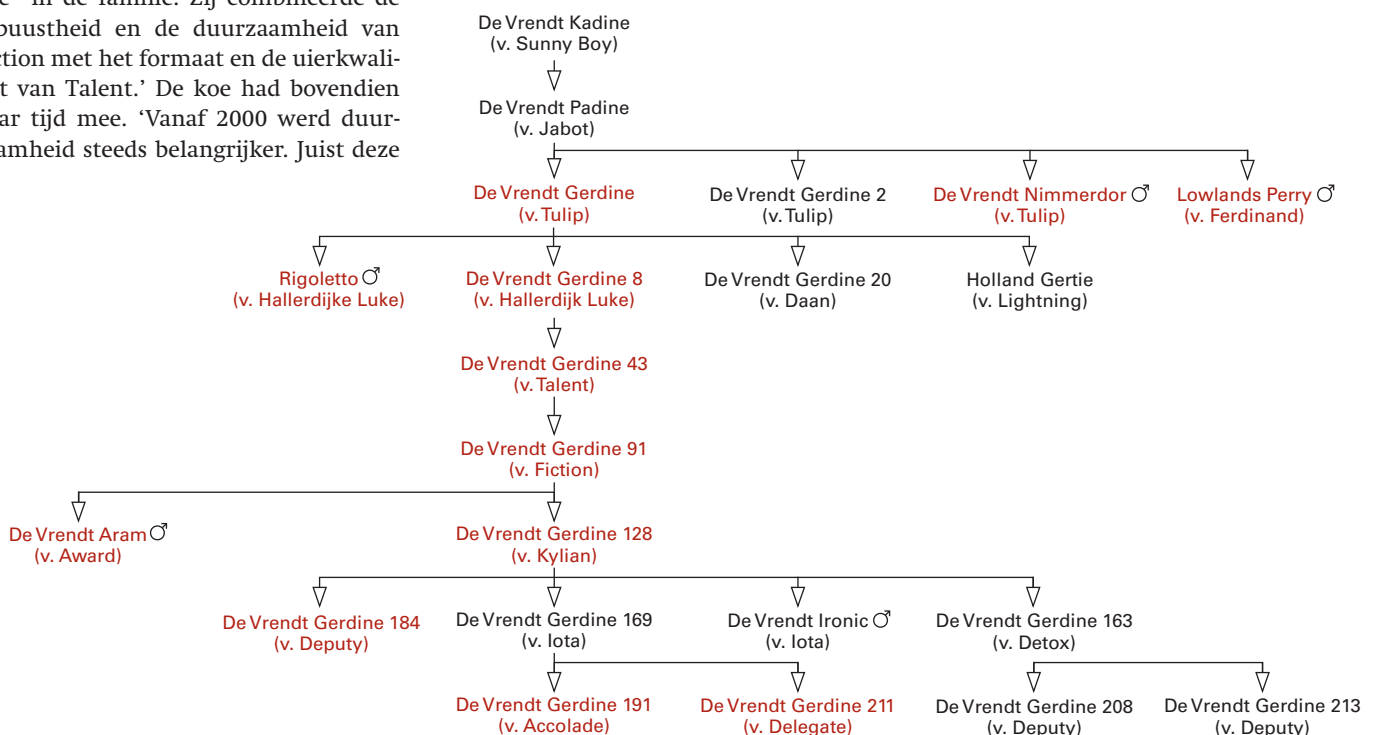 in de familie. Zij combineerde de
buustheid en de duurzaamheid van
ction met het formaat en de uierkwali-
t van Talent.’ De koe had bovendien
ar tijd mee. ‘Vanaf 2000 werd duur-
amheid steeds belangrijker. Juist deze
De Vrendt Kadine
(v. Sunny Boy)
De Vrendt Padine
(v. Jabot)
De Vrendt Gerdine
(v. Tulip)
De Vrendt Gerdine 2
(v. Tulip)
De Vrendt Nimmerdor ♂
(v. Tulip)
Lowlands Perry ♂
(v. Ferdinand)
Rigoletto ♂
(v. Hallerdijke Luke)
De Vrendt Gerdine 8
(v. Hallerdijk Luke)
De Vrendt Gerdine 20
(v. Daan)
Holland Gertie
(v. Lightning)
De Vrendt Gerdine 43
(v. Talent)
De Vrendt Gerdine 91
(v. Fiction)
De Vrendt Aram ♂
(v. Award)
De Vrendt Gerdine 128
(v. Kylian)
De Vrendt Gerdine 184
(v. Deputy)
De Vrendt Gerdine 169
(v. Iota)
De Vrendt Ironic ♂
(v. Iota)
De Vrendt Gerdine 163
(v. Detox)
De Vrendt Gerdine 191
(v. Accolade)
De Vrendt Gerdine 211
(v. Delegate)
De Vrendt Gerdine 208
(v. Deputy)
De Vrendt Gerdine 213
(v. Deputy)